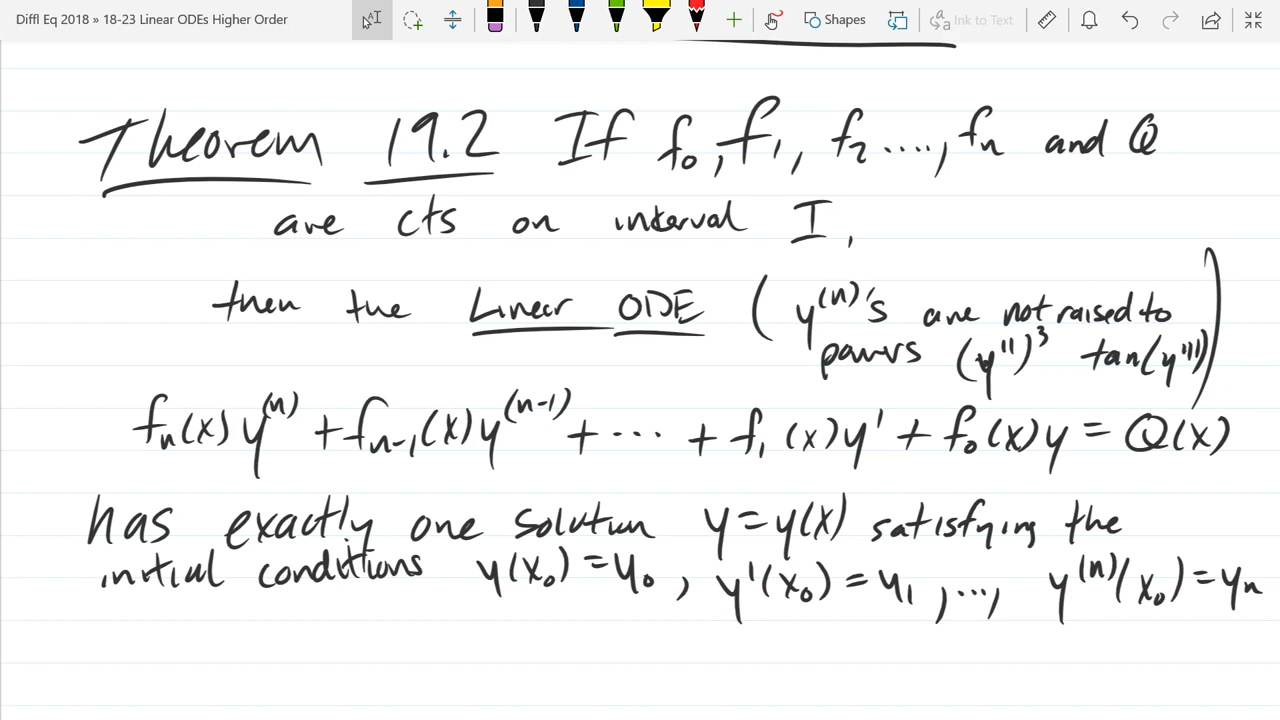 Diffl Eq 2018 » 18-23 Linear ODEs Higher Order
Shapes
Ink to Text
Theorem 19.2 If f₀, f₁, f₂ ...., fₙ and Q
are cts on interval I,
then the Linear ODE ( y⁽ⁿ⁾'s are not raised to
powers (y'')³ tan(y''') )
fₙ(x) y⁽ⁿ⁾ + fₙ₋₁(x) y⁽ⁿ⁻¹⁾ + ... + f₁(x)y' + f₀(x)y = Q(x)
has exactly one solution y = y(x) satisfying the
initial conditions y(x₀) = y₀, y'(x₀) = y₁, ..., y⁽ⁿ⁾(x₀) = yₙ